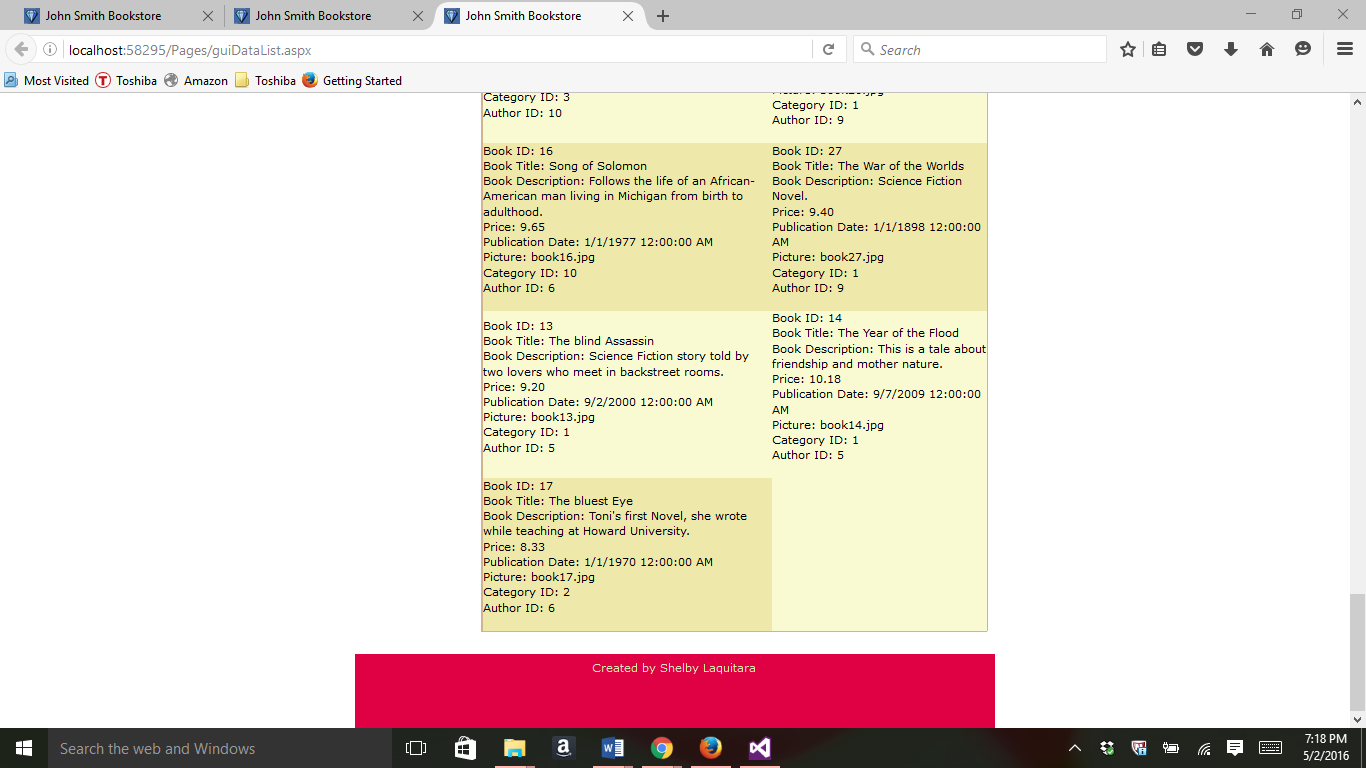 John Smith Bookstore
John Smith Bookstore
John Smith Bookstore
localhost:58295/Pages/guiDataList.aspx
Search
Most Visited
Toshiba
Amazon
Toshiba
Getting Started
Category ID: 3
Author ID: 10
Category ID: 1
Author ID: 9
Book ID: 16
Book Title: Song of Solomon
Book Description: Follows the life of an African-
American man living in Michigan from birth to
adulthood.
Price: 9.65
Publication Date: 1/1/1977 12:00:00 AM
Picture: book16.jpg
Category ID: 10
Author ID: 6
Book ID: 27
Book Title: The War of the Worlds
Book Description: Science Fiction
Novel.
Price: 9.40
Publication Date: 1/1/1898 12:00:00
AM
Picture: book27.jpg
Category ID: 1
Author ID: 9
Book ID: 13
Book Title: The blind Assassin
Book Description: Science Fiction story told by
two lovers who meet in backstreet rooms.
Price: 9.20
Publication Date: 9/2/2000 12:00:00 AM
Picture: book13.jpg
Category ID: 1
Author ID: 5
Book ID: 14
Book Title: The Year of the Flood
Book Description: This is a tale about
friendship and mother nature.
Price: 10.18
Publication Date: 9/7/2009 12:00:00
AM
Picture: book14.jpg
Category ID: 1
Author ID: 5
Book ID: 17
Book Title: The bluest Eye
Book Description: Toni's first Novel, she wrote
while teaching at Howard University.
Price: 8.33
Publication Date: 1/1/1970 12:00:00 AM
Picture: book17.jpg
Category ID: 2
Author ID: 6
Created by Shelby Laquitara
Search the web and Windows
7:18 PM
5/2/2016